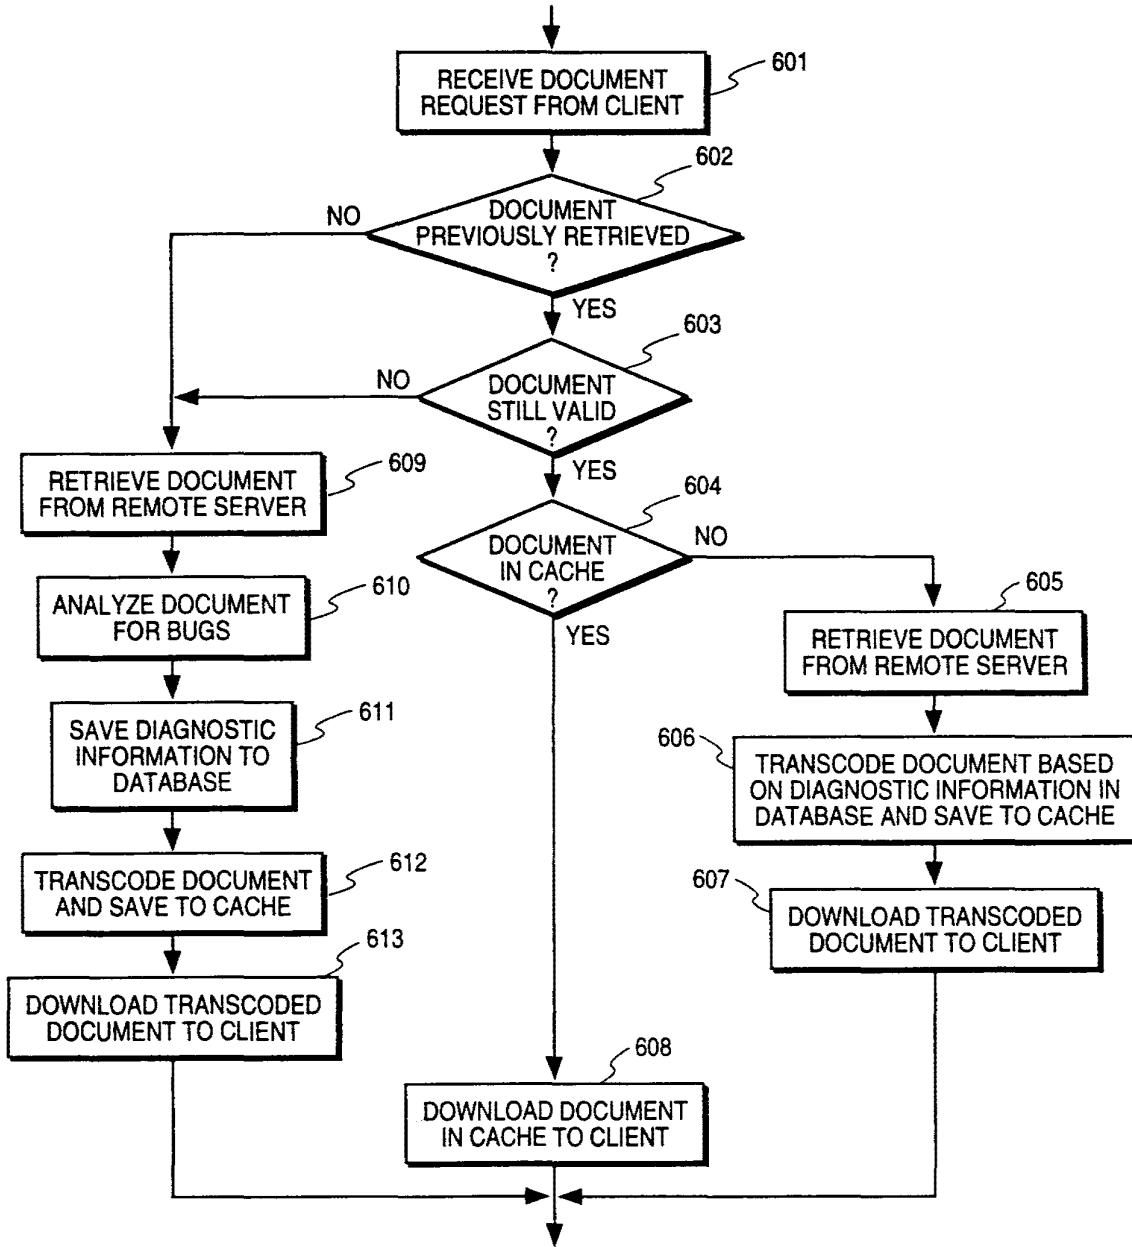 601
RECEIVE DOCUMENT
REQUEST FROM CLIENT
602
NO
DOCUMENT
PREVIOUSLY RETRIEVED
?
YES
603
NO
DOCUMENT
STILL VALID
?
YES
609
RETRIEVE DOCUMENT
FROM REMOTE SERVER
604
NO
DOCUMENT
IN CACHE
?
YES
610
ANALYZE DOCUMENT
FOR BUGS
605
RETRIEVE DOCUMENT
FROM REMOTE SERVER
611
SAVE DIAGNOSTIC
INFORMATION TO
DATABASE
606
TRANSCODE DOCUMENT BASED
ON DIAGNOSTIC INFORMATION IN
DATABASE AND SAVE TO CACHE
612
TRANSCODE DOCUMENT
AND SAVE TO CACHE
607
DOWNLOAD TRANSCODED
DOCUMENT TO CLIENT
613
DOWNLOAD TRANSCODED
DOCUMENT TO CLIENT
608
DOWNLOAD DOCUMENT
IN CACHE TO CLIENT